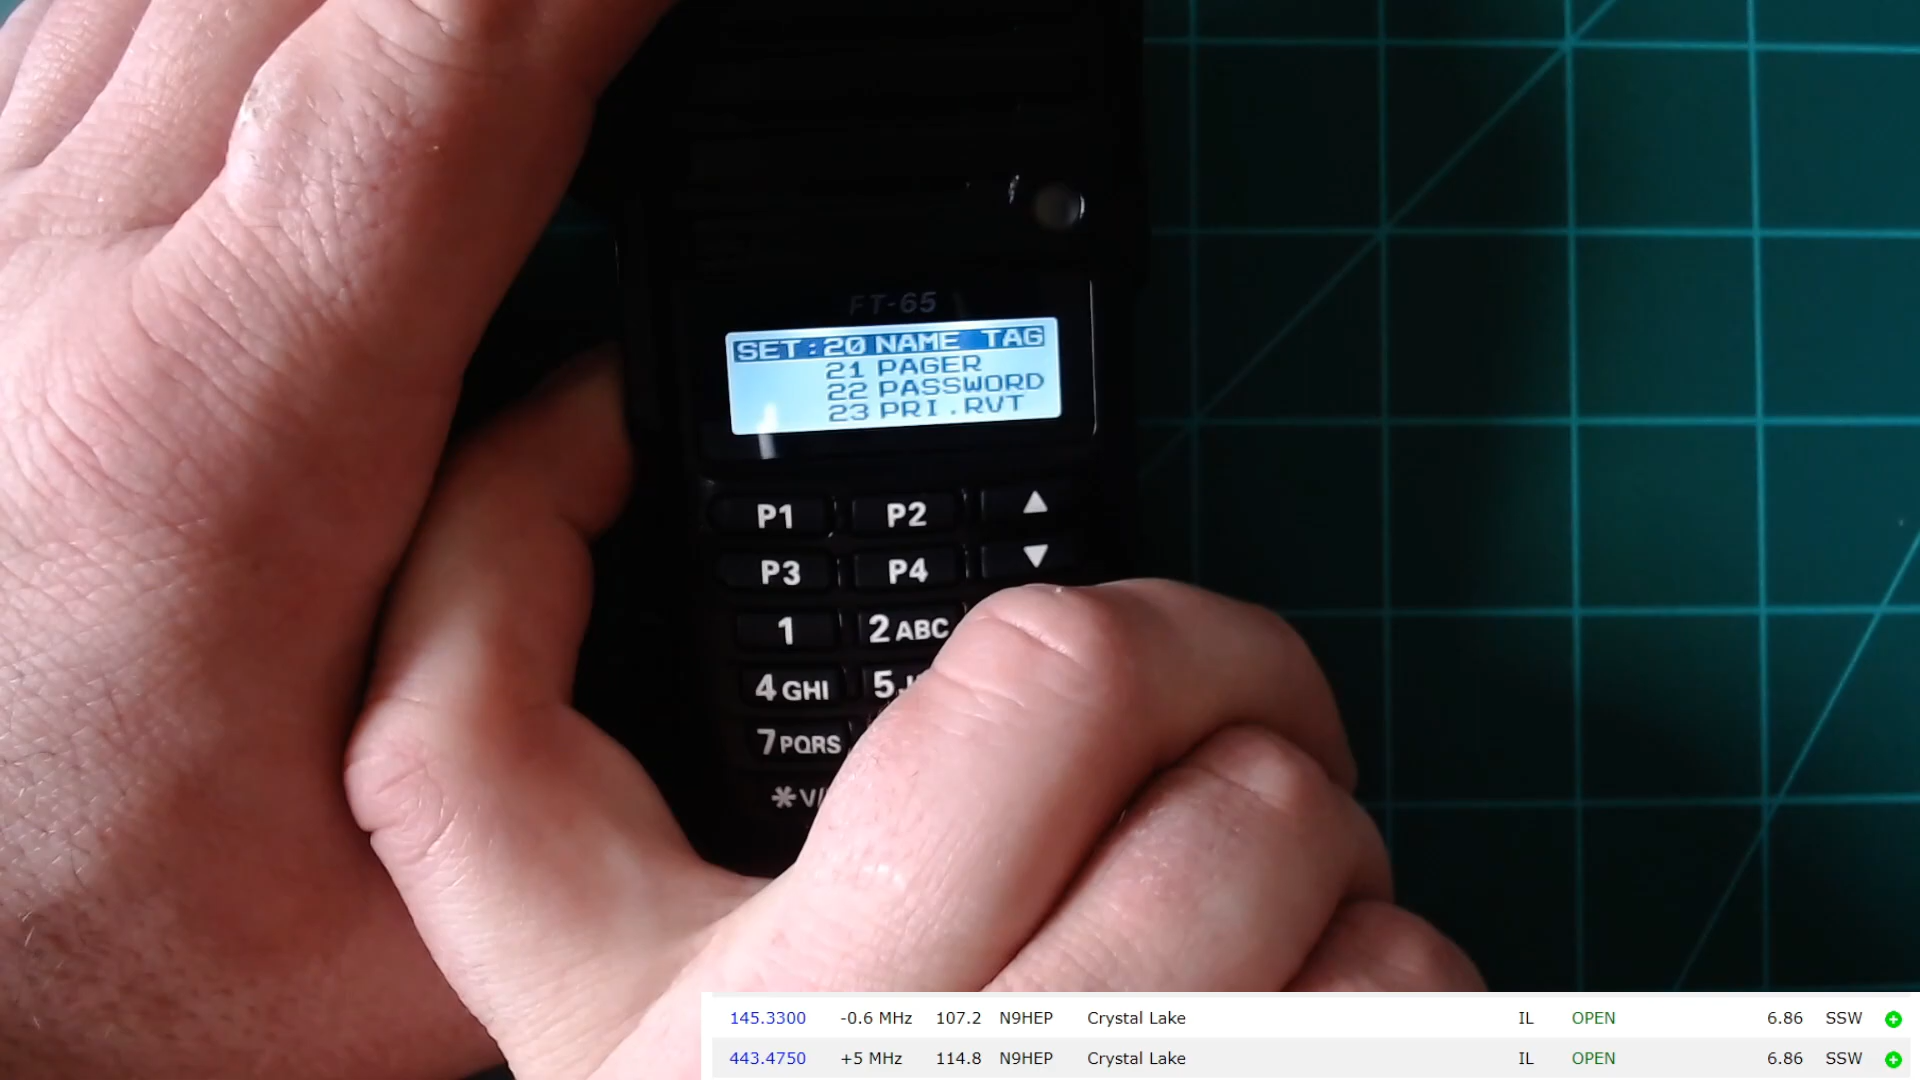 FT-65
SET:20 NAME TAG
21 PAGER
22 PASSWORD
23 PRI.RVT
P1 P2 ▲
P3 P4 ▼
1 2 ABC
4 GHI 5
7 PQRS
* V/
145.3300 -0.6 MHz 107.2 N9HEP Crystal Lake IL OPEN 6.86 SSW
443.4750 +5 MHz 114.8 N9HEP Crystal Lake IL OPEN 6.86 SSW